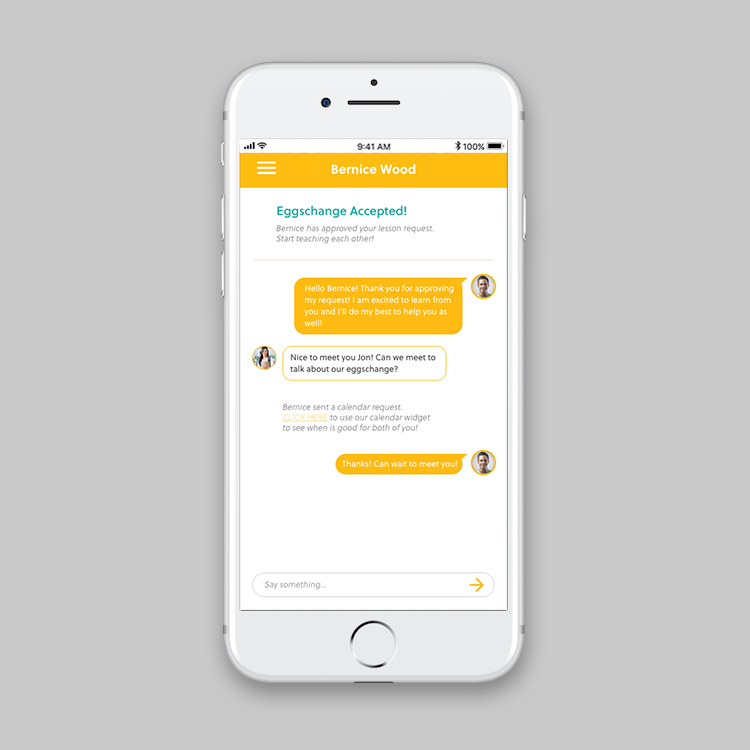 9:41 AM
100%
Bernice Wood
Eggschange Accepted!
Bernice has approved your lesson request.
Start teaching each other!
Hello Bernice! Thank you for approving
my request! I am excited to learn from
you and I'll do my best to help you as
well!
Nice to meet you Jon! Can we meet to
talk about our eggschange?
Bernice sent a calendar request.
CLICK HERE to use our calendar widget
to see when is good for both of you!
Thanks! Can wait to meet you!
Say something...